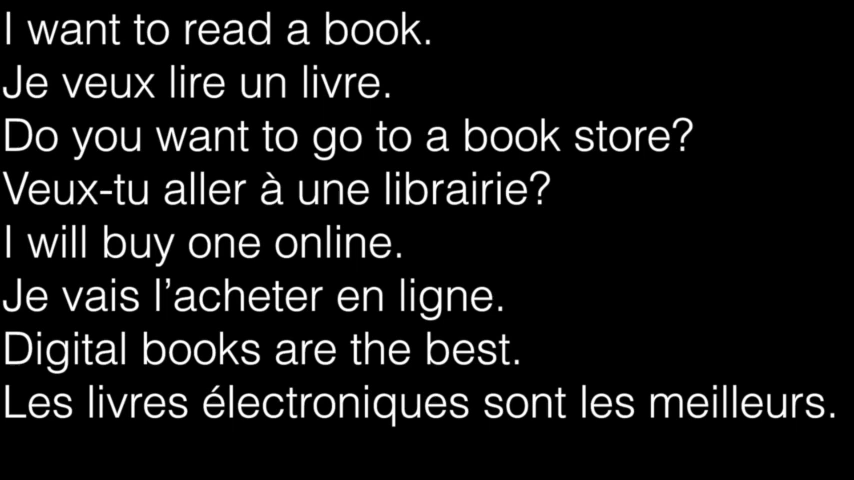 I want to read a book.
Je veux lire un livre.
Do you want to go to a book store?
Veux-tu aller à une librairie?
I will buy one online.
Je vais l’acheter en ligne.
Digital books are the best.
Les livres électroniques sont les meilleurs.